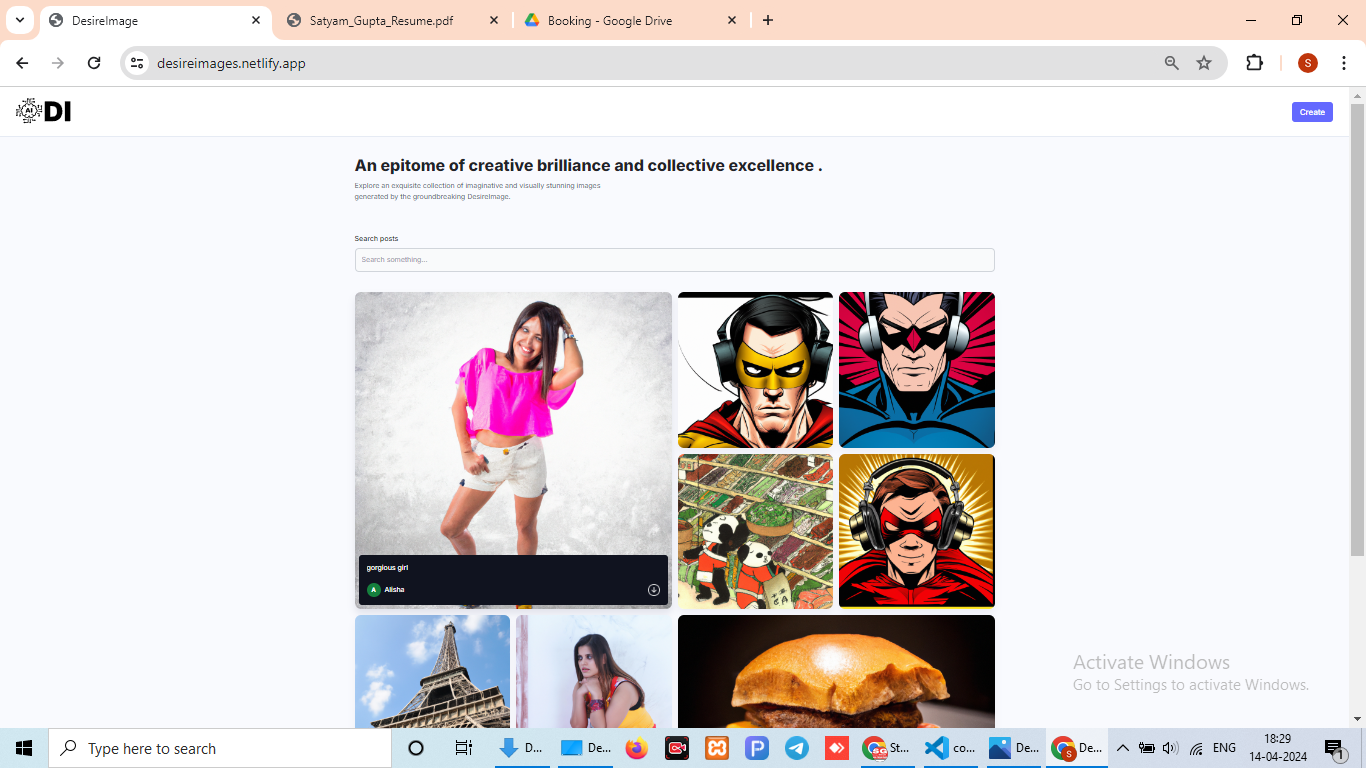 DesireImage
Satyam_Gupta_Resume.pdf
Booking - Google Drive
desireimages.netlify.app
S
AI DI
Create
An epitome of creative brilliance and collective excellence .
Explore an exquisite collection of imaginative and visually stunning images
generated by the groundbreaking DesireImage.
Search posts
Search something...
gorgious girl
A Alisha
Activate Windows
Go to Settings to activate Windows.
Type here to search
D...
De...
St...
co...
De...
De...
ENG
18:29
14-04-2024
1